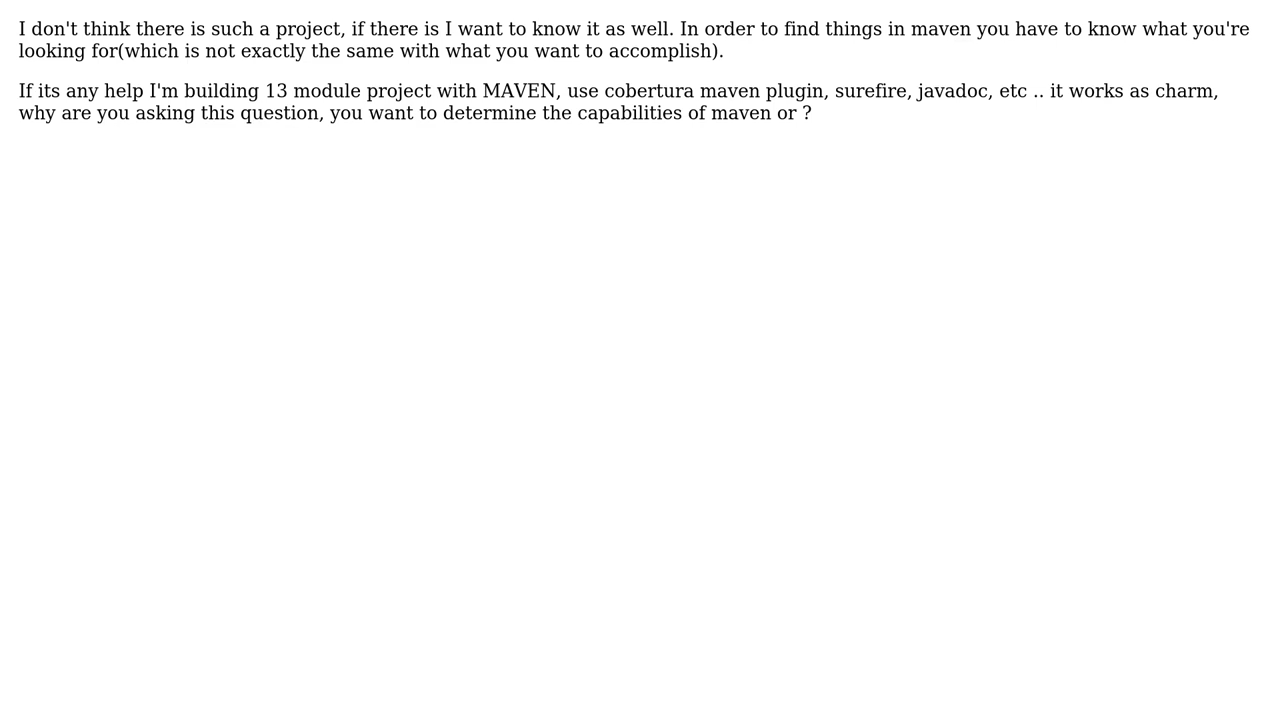 I don't think there is such a project, if there is I want to know it as well. In order to find things in maven you have to know what you're
looking for(which is not exactly the same with what you want to accomplish).
If its any help I'm building 13 module project with MAVEN, use cobertura maven plugin, surefire, javadoc, etc .. it works as charm,
why are you asking this question, you want to determine the capabilities of maven or ?